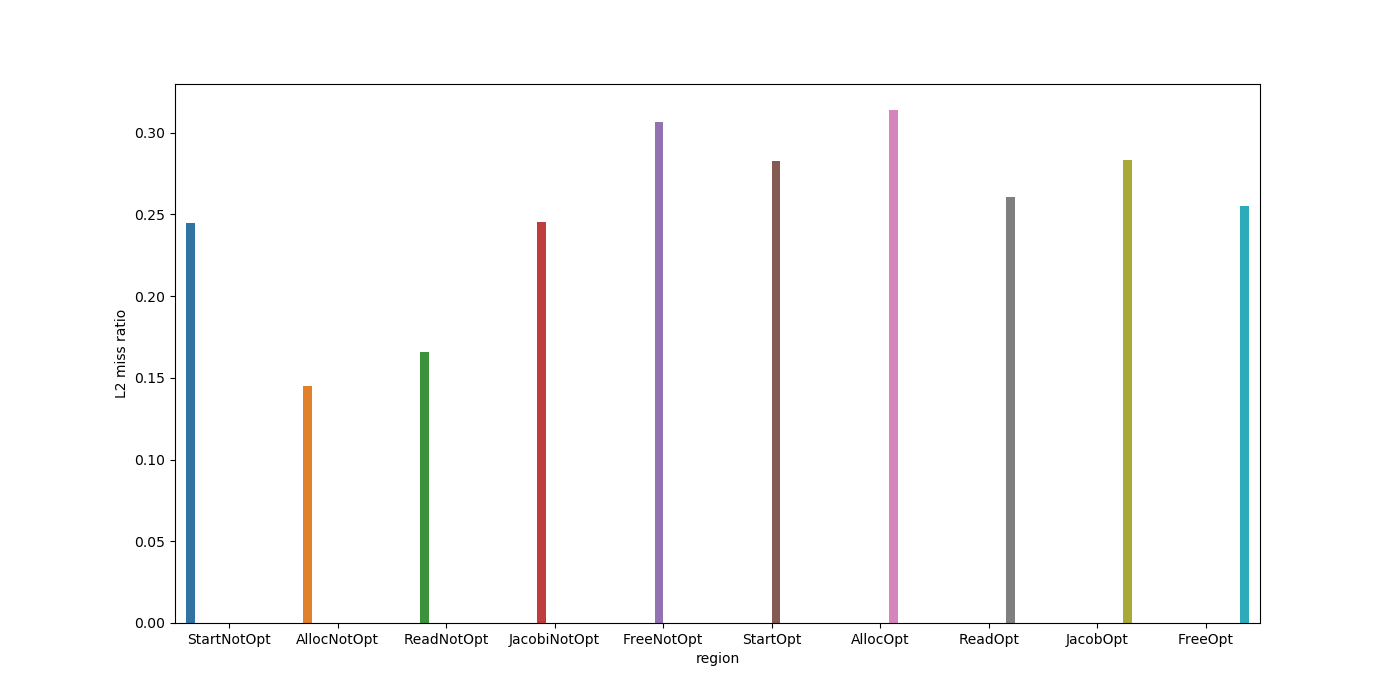 0.30
0.25
0.20
0.15
0.10
0.05
0.00
L2 miss ratio
StartNotOpt AllocNotOpt ReadNotOpt JacobiNotOpt FreeNotOpt StartOpt AllocOpt ReadOpt JacobOpt FreeOpt
region